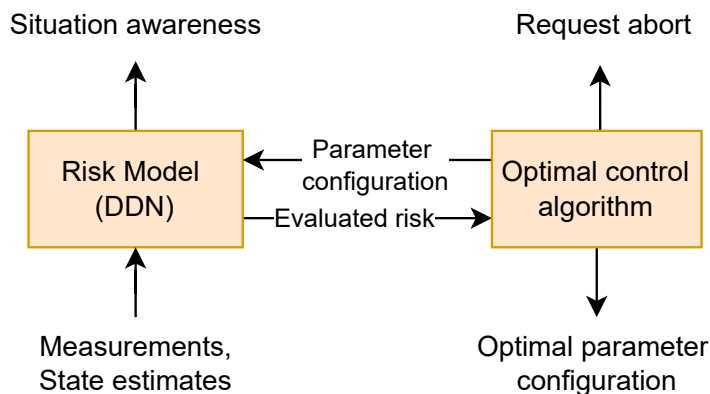 Situation awareness
Request abort
Risk Model
(DDN)
Parameter
configuration
Evaluated risk
Optimal control
algorithm
Measurements,
State estimates
Optimal parameter
configuration